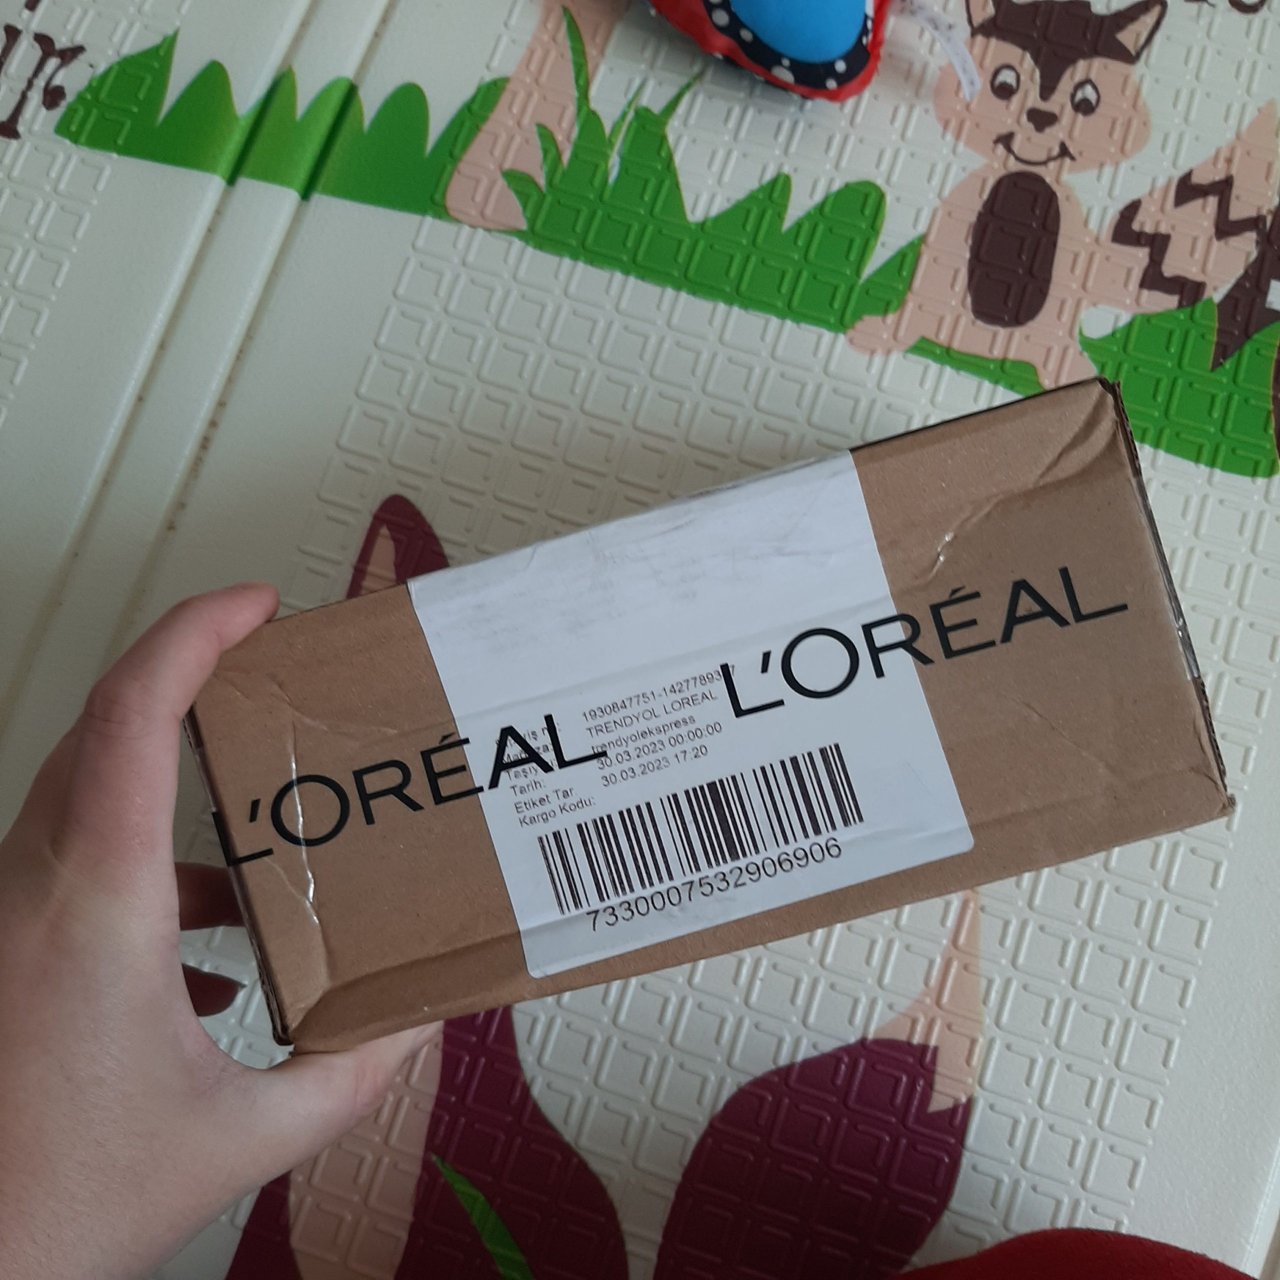 L'ORÉAL L'ORÉAL
1930847751-14277893
TRENDYOL LOREAL
trendyolekspress
Tarih: 30.03.2023 00:00:00
Etiket Tar 30.03.2023 17:20
Kargo Kodu:
7330007532906906